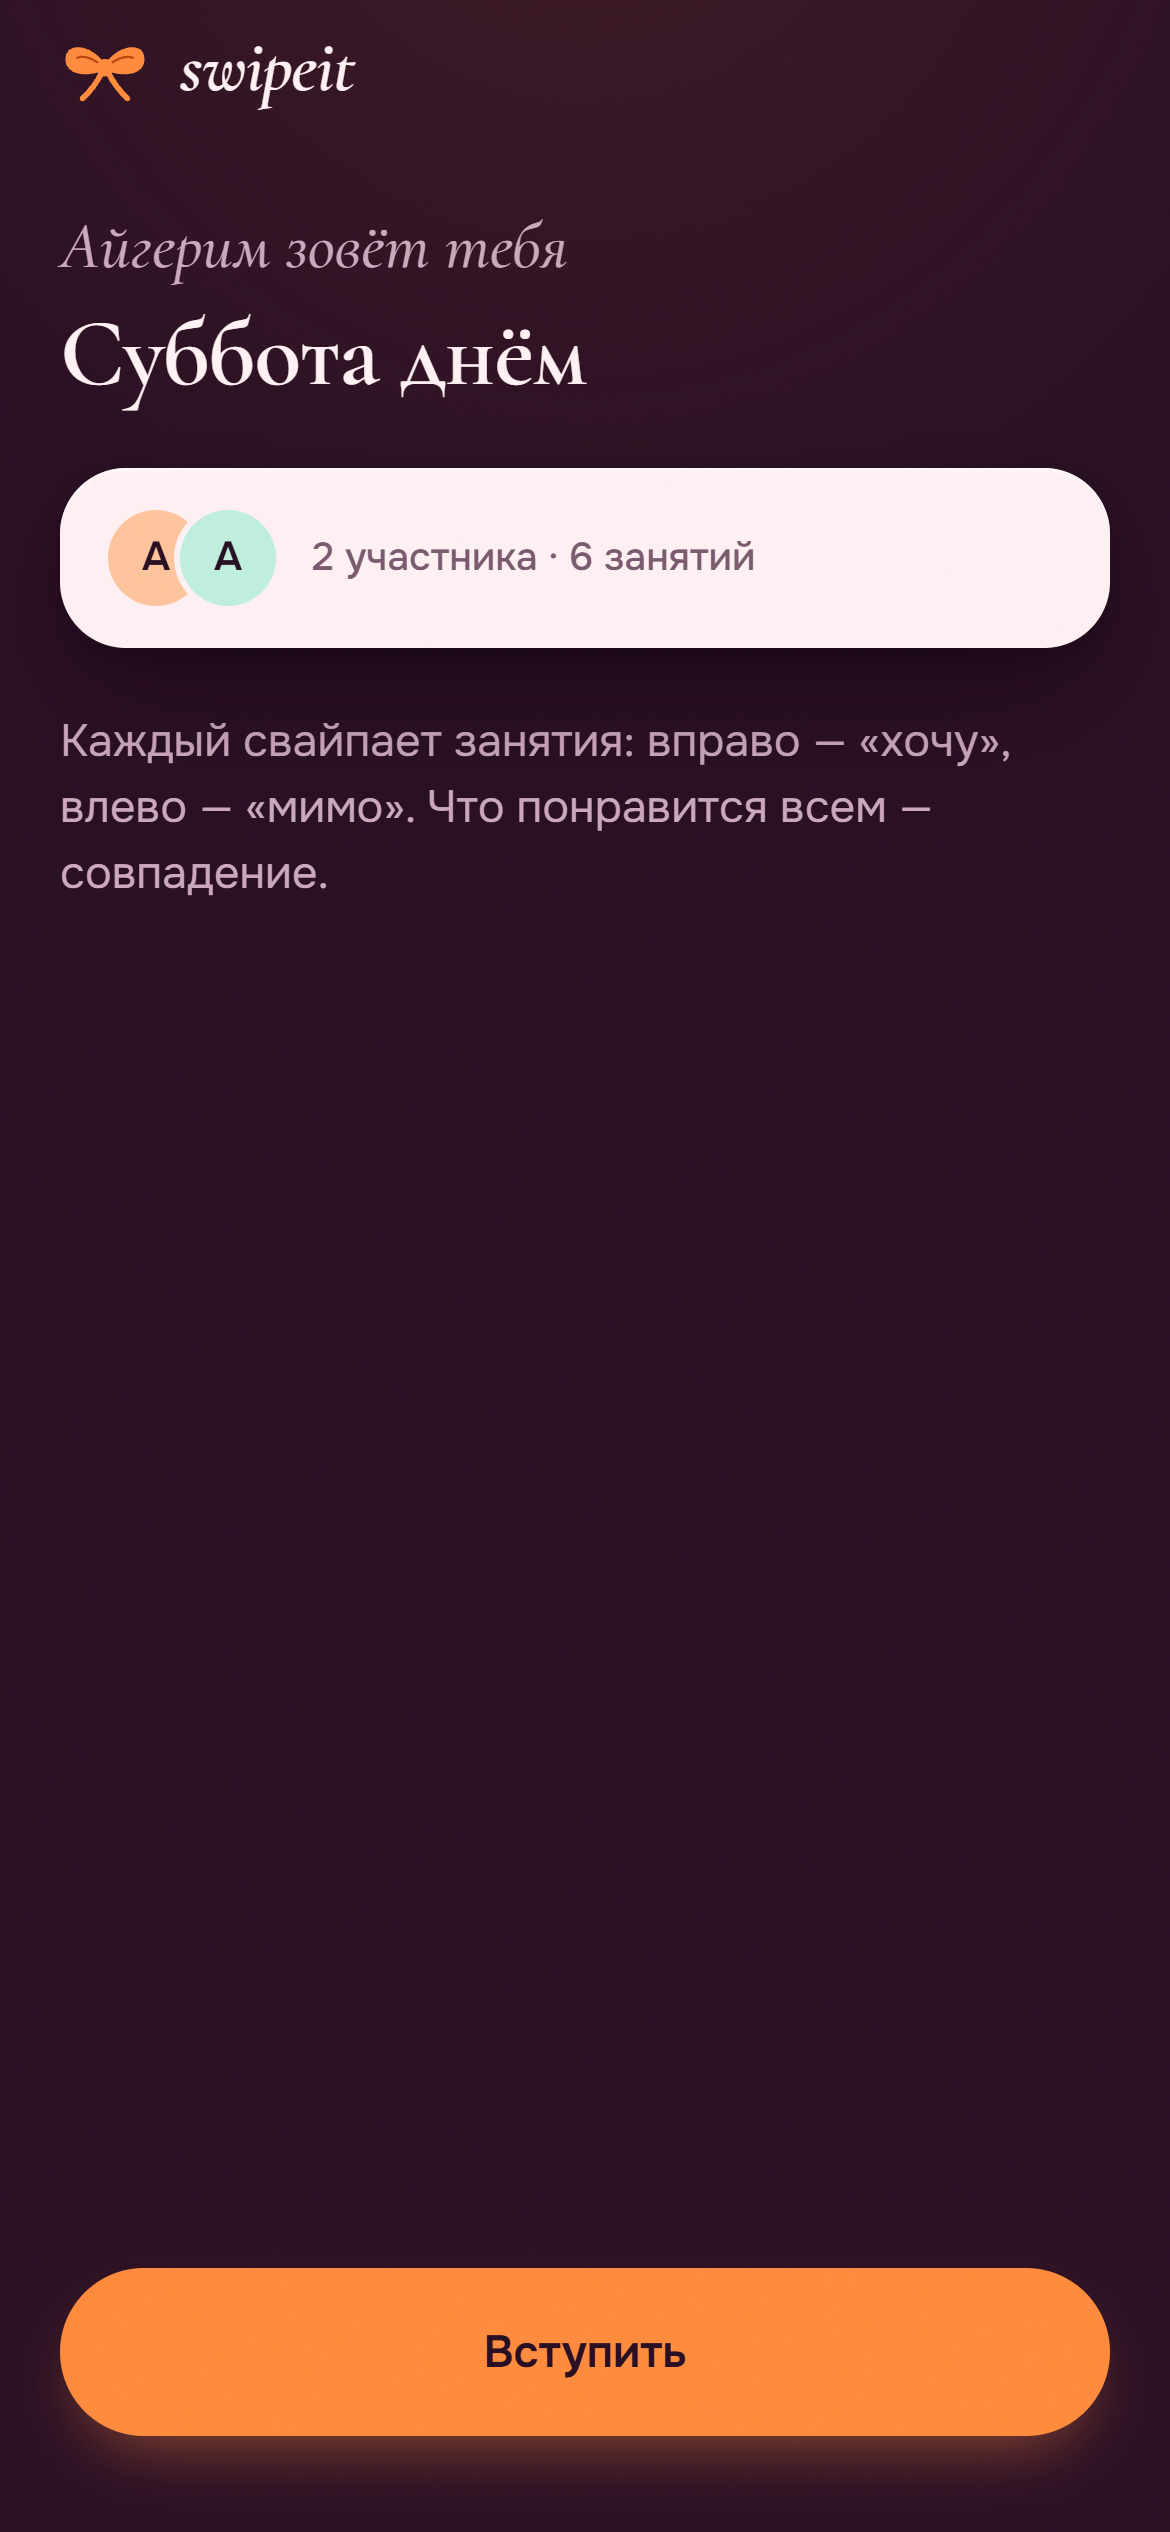 swipeit
Айгерим зовёт тебя
Суббота днём
А А 2 участника · 6 занятий
Каждый свайпает занятия: вправо — «хочу»,
влево — «мимо». Что понравится всем —
совпадение.
Вступить